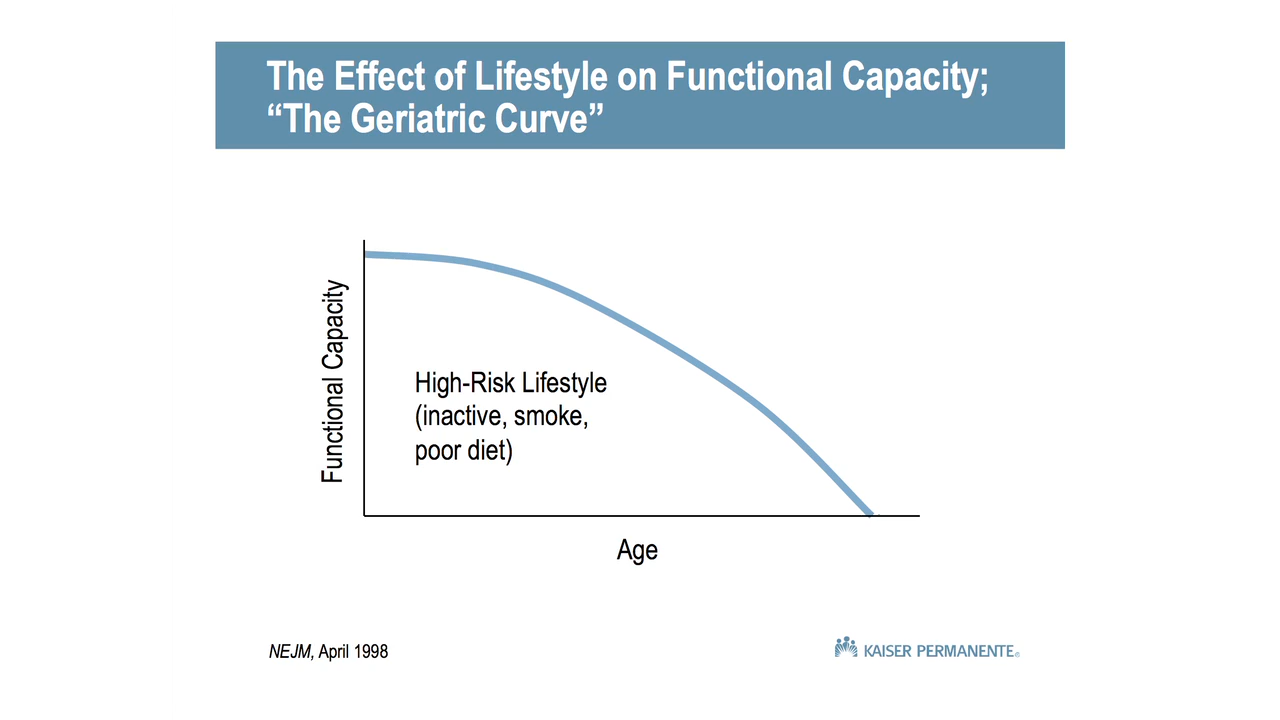 The Effect of Lifestyle on Functional Capacity;
“The Geriatric Curve”
Functional Capacity
High-Risk Lifestyle
(inactive, smoke,
poor diet)
Age
NEJM, April 1998
KAISER PERMANENTE®